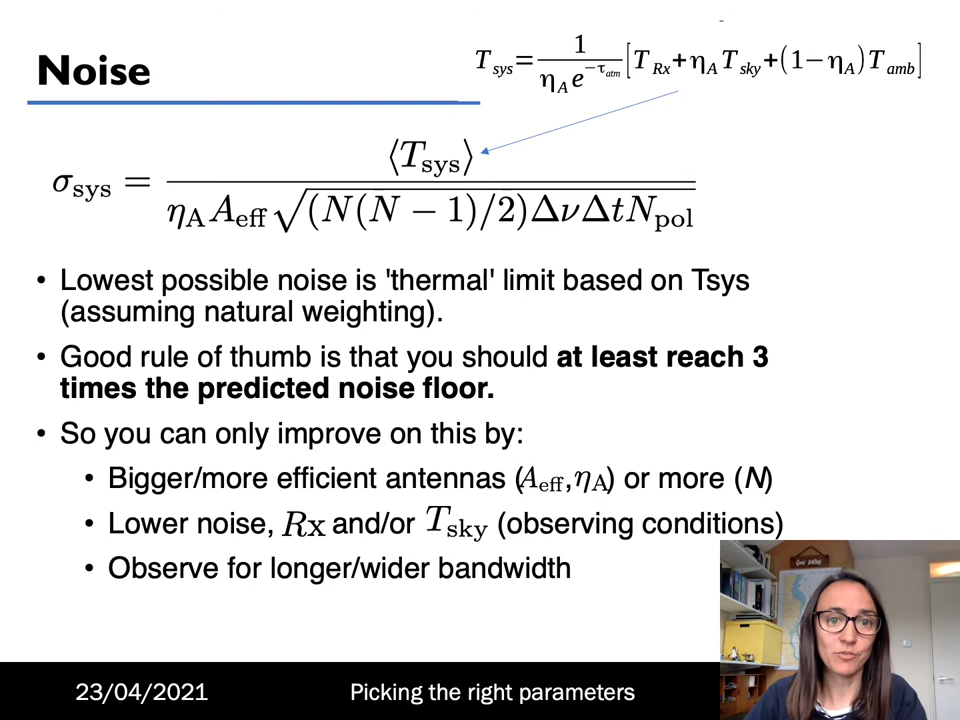 Noise
T_sys = 1 / (η_A e^(−τ_atm)) [T_Rx + η_A T_sky + (1−η_A) T_amb]
σ_sys = ⟨T_sys⟩ / (η_A A_eff √((N(N − 1)/2)ΔνΔtN_pol))
• Lowest possible noise is 'thermal' limit based on Tsys
(assuming natural weighting).
• Good rule of thumb is that you should at least reach 3
times the predicted noise floor.
• So you can only improve on this by:
• Bigger/more efficient antennas (A_eff, η_A) or more (N)
• Lower noise, Rx and/or T_sky (observing conditions)
• Observe for longer/wider bandwidth
23/04/2021
Picking the right parameters